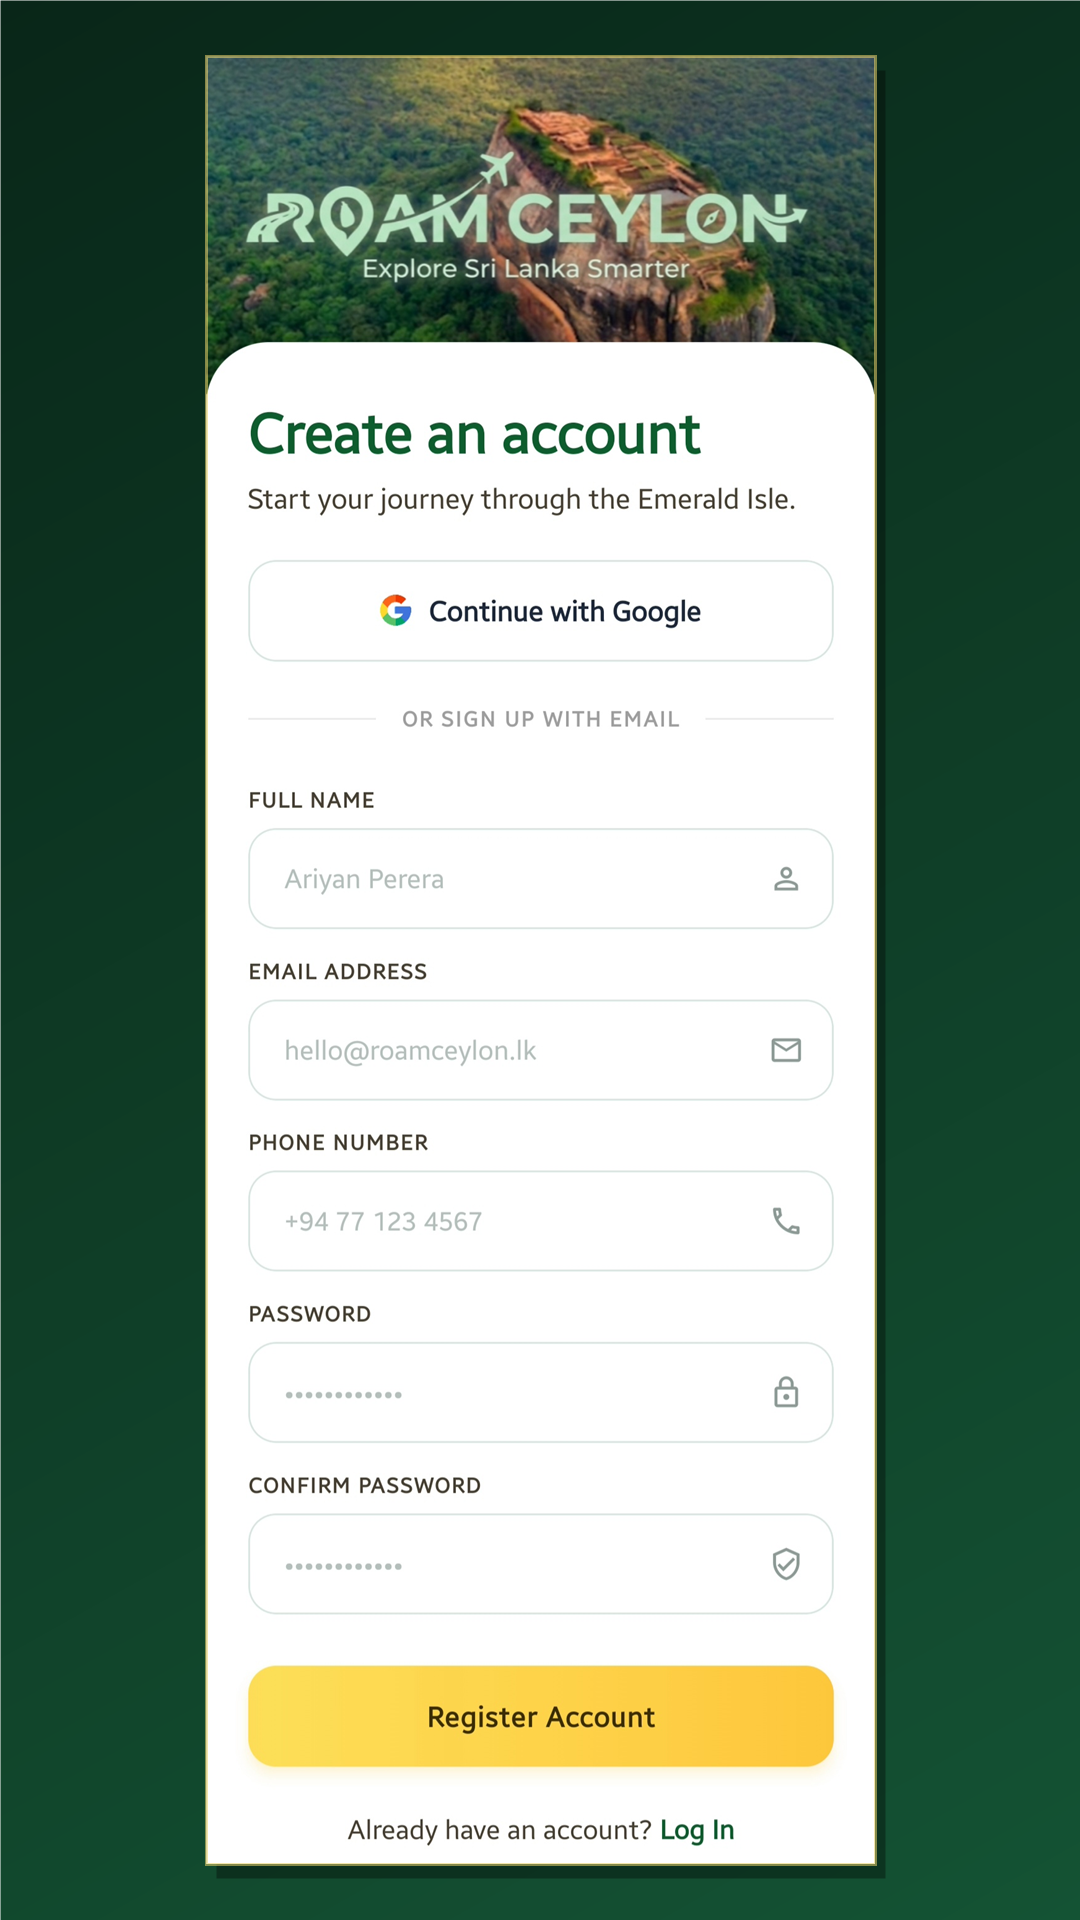 ROAM CEYLON
Explore Sri Lanka Smarter
Create an account
Start your journey through the Emerald Isle.
Continue with Google
OR SIGN UP WITH EMAIL
FULL NAME
Ariyan Perera
EMAIL ADDRESS
hello@roamceylon.lk
PHONE NUMBER
+94 77 123 4567
PASSWORD
••••••••••••
CONFIRM PASSWORD
••••••••••••
Register Account
Already have an account? Log In